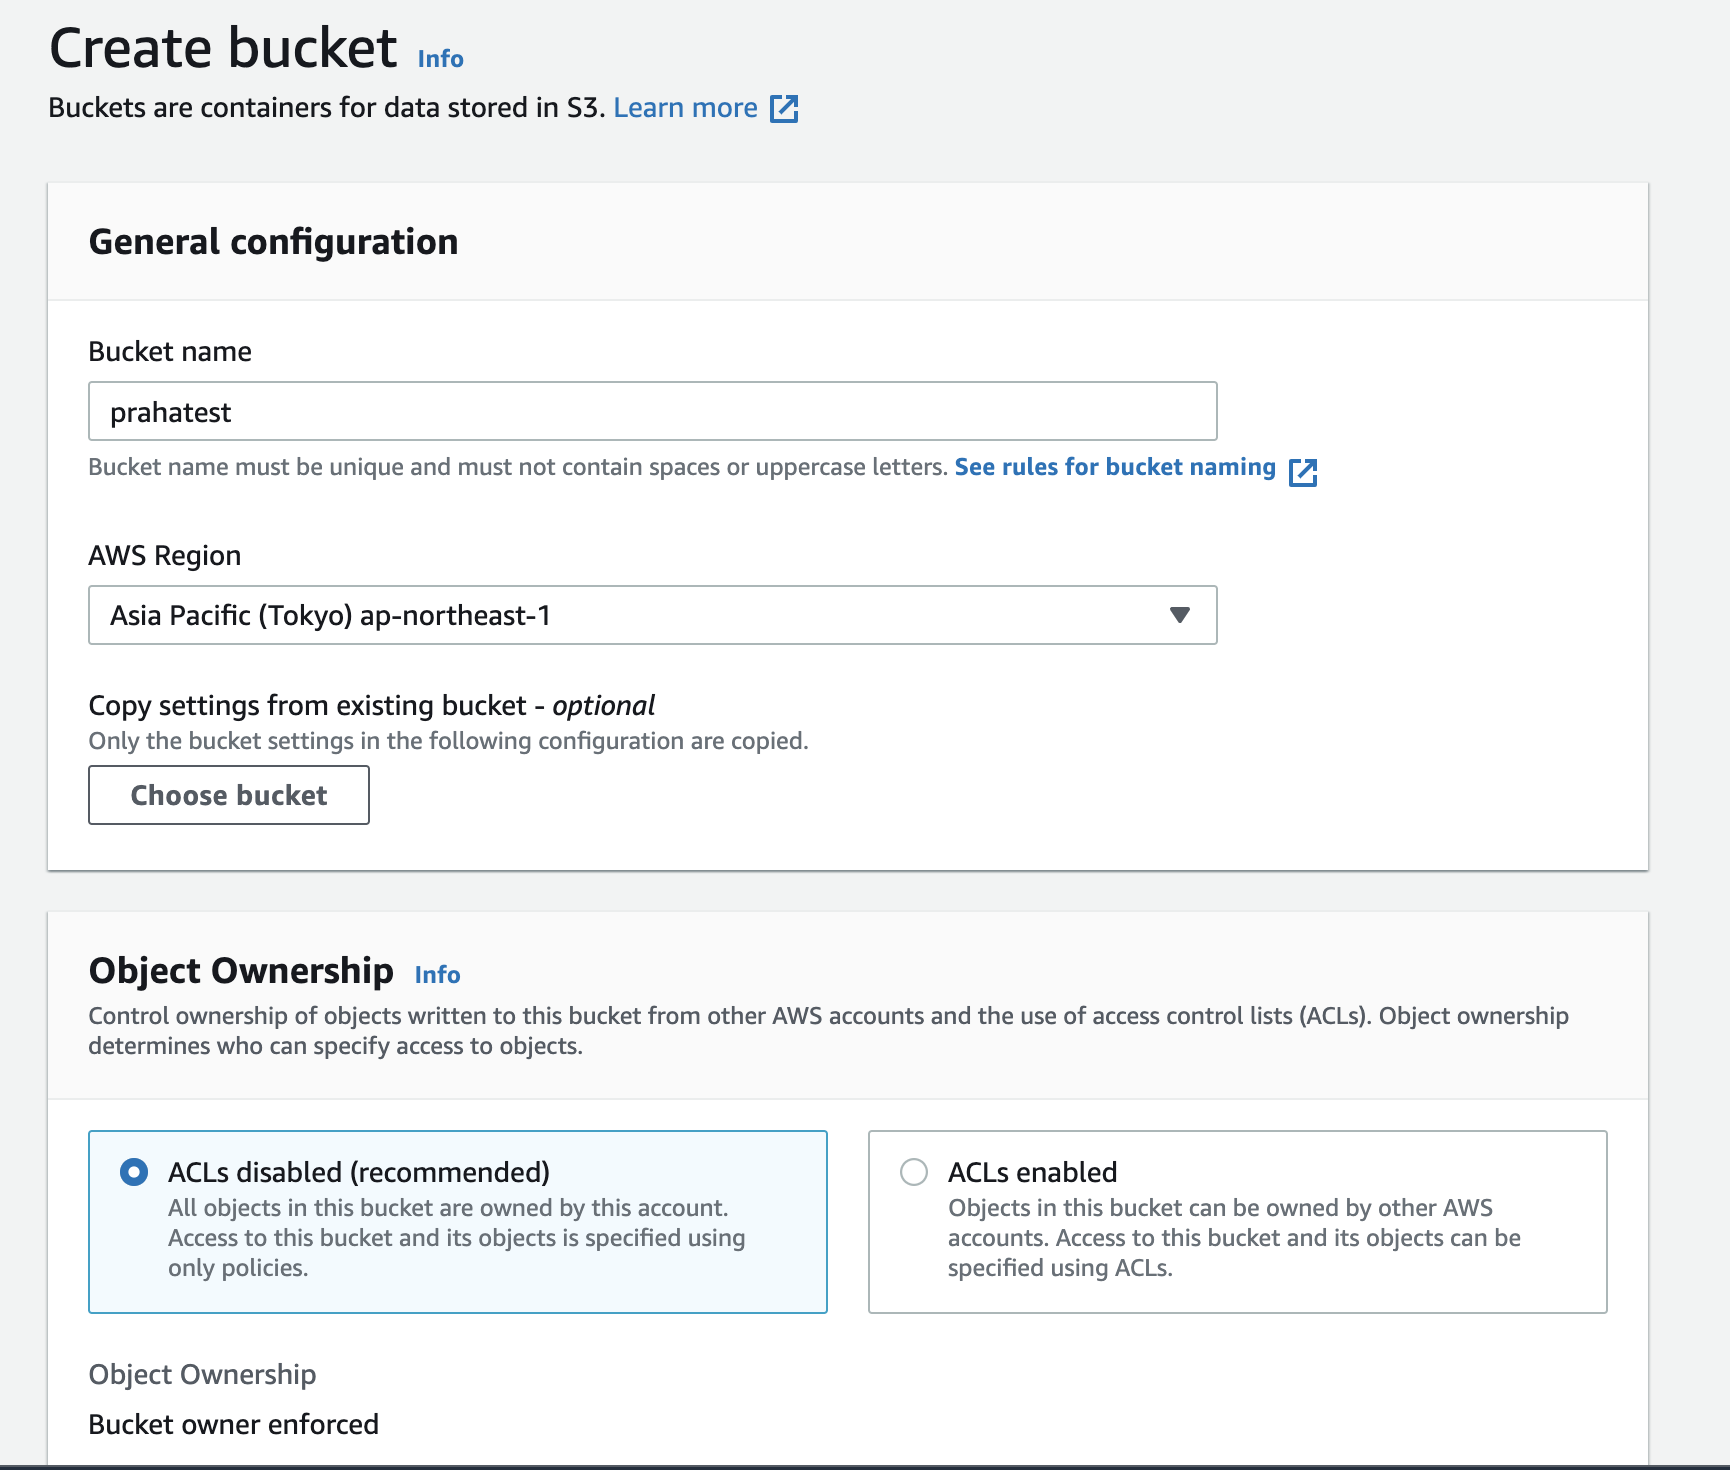 Create bucket Info
Buckets are containers for data stored in S3. Learn more
General configuration
Bucket name
prahatest
Bucket name must be unique and must not contain spaces or uppercase letters. See rules for bucket naming
AWS Region
Asia Pacific (Tokyo) ap-northeast-1
Copy settings from existing bucket - optional
Only the bucket settings in the following configuration are copied.
Choose bucket
Object Ownership Info
Control ownership of objects written to this bucket from other AWS accounts and the use of access control lists (ACLs). Object ownership
determines who can specify access to objects.
ACLs disabled (recommended)
All objects in this bucket are owned by this account.
Access to this bucket and its objects is specified using
only policies.
ACLs enabled
Objects in this bucket can be owned by other AWS
accounts. Access to this bucket and its objects can be
specified using ACLs.
Object Ownership
Bucket owner enforced